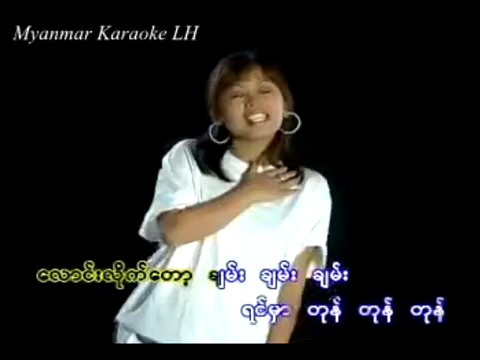 Myanmar Karaoke LH
လောင်းလိုက်တော့ ချမ်း ချမ်း ချမ်း
ရင်မှာ တုန် တုန် တုန်